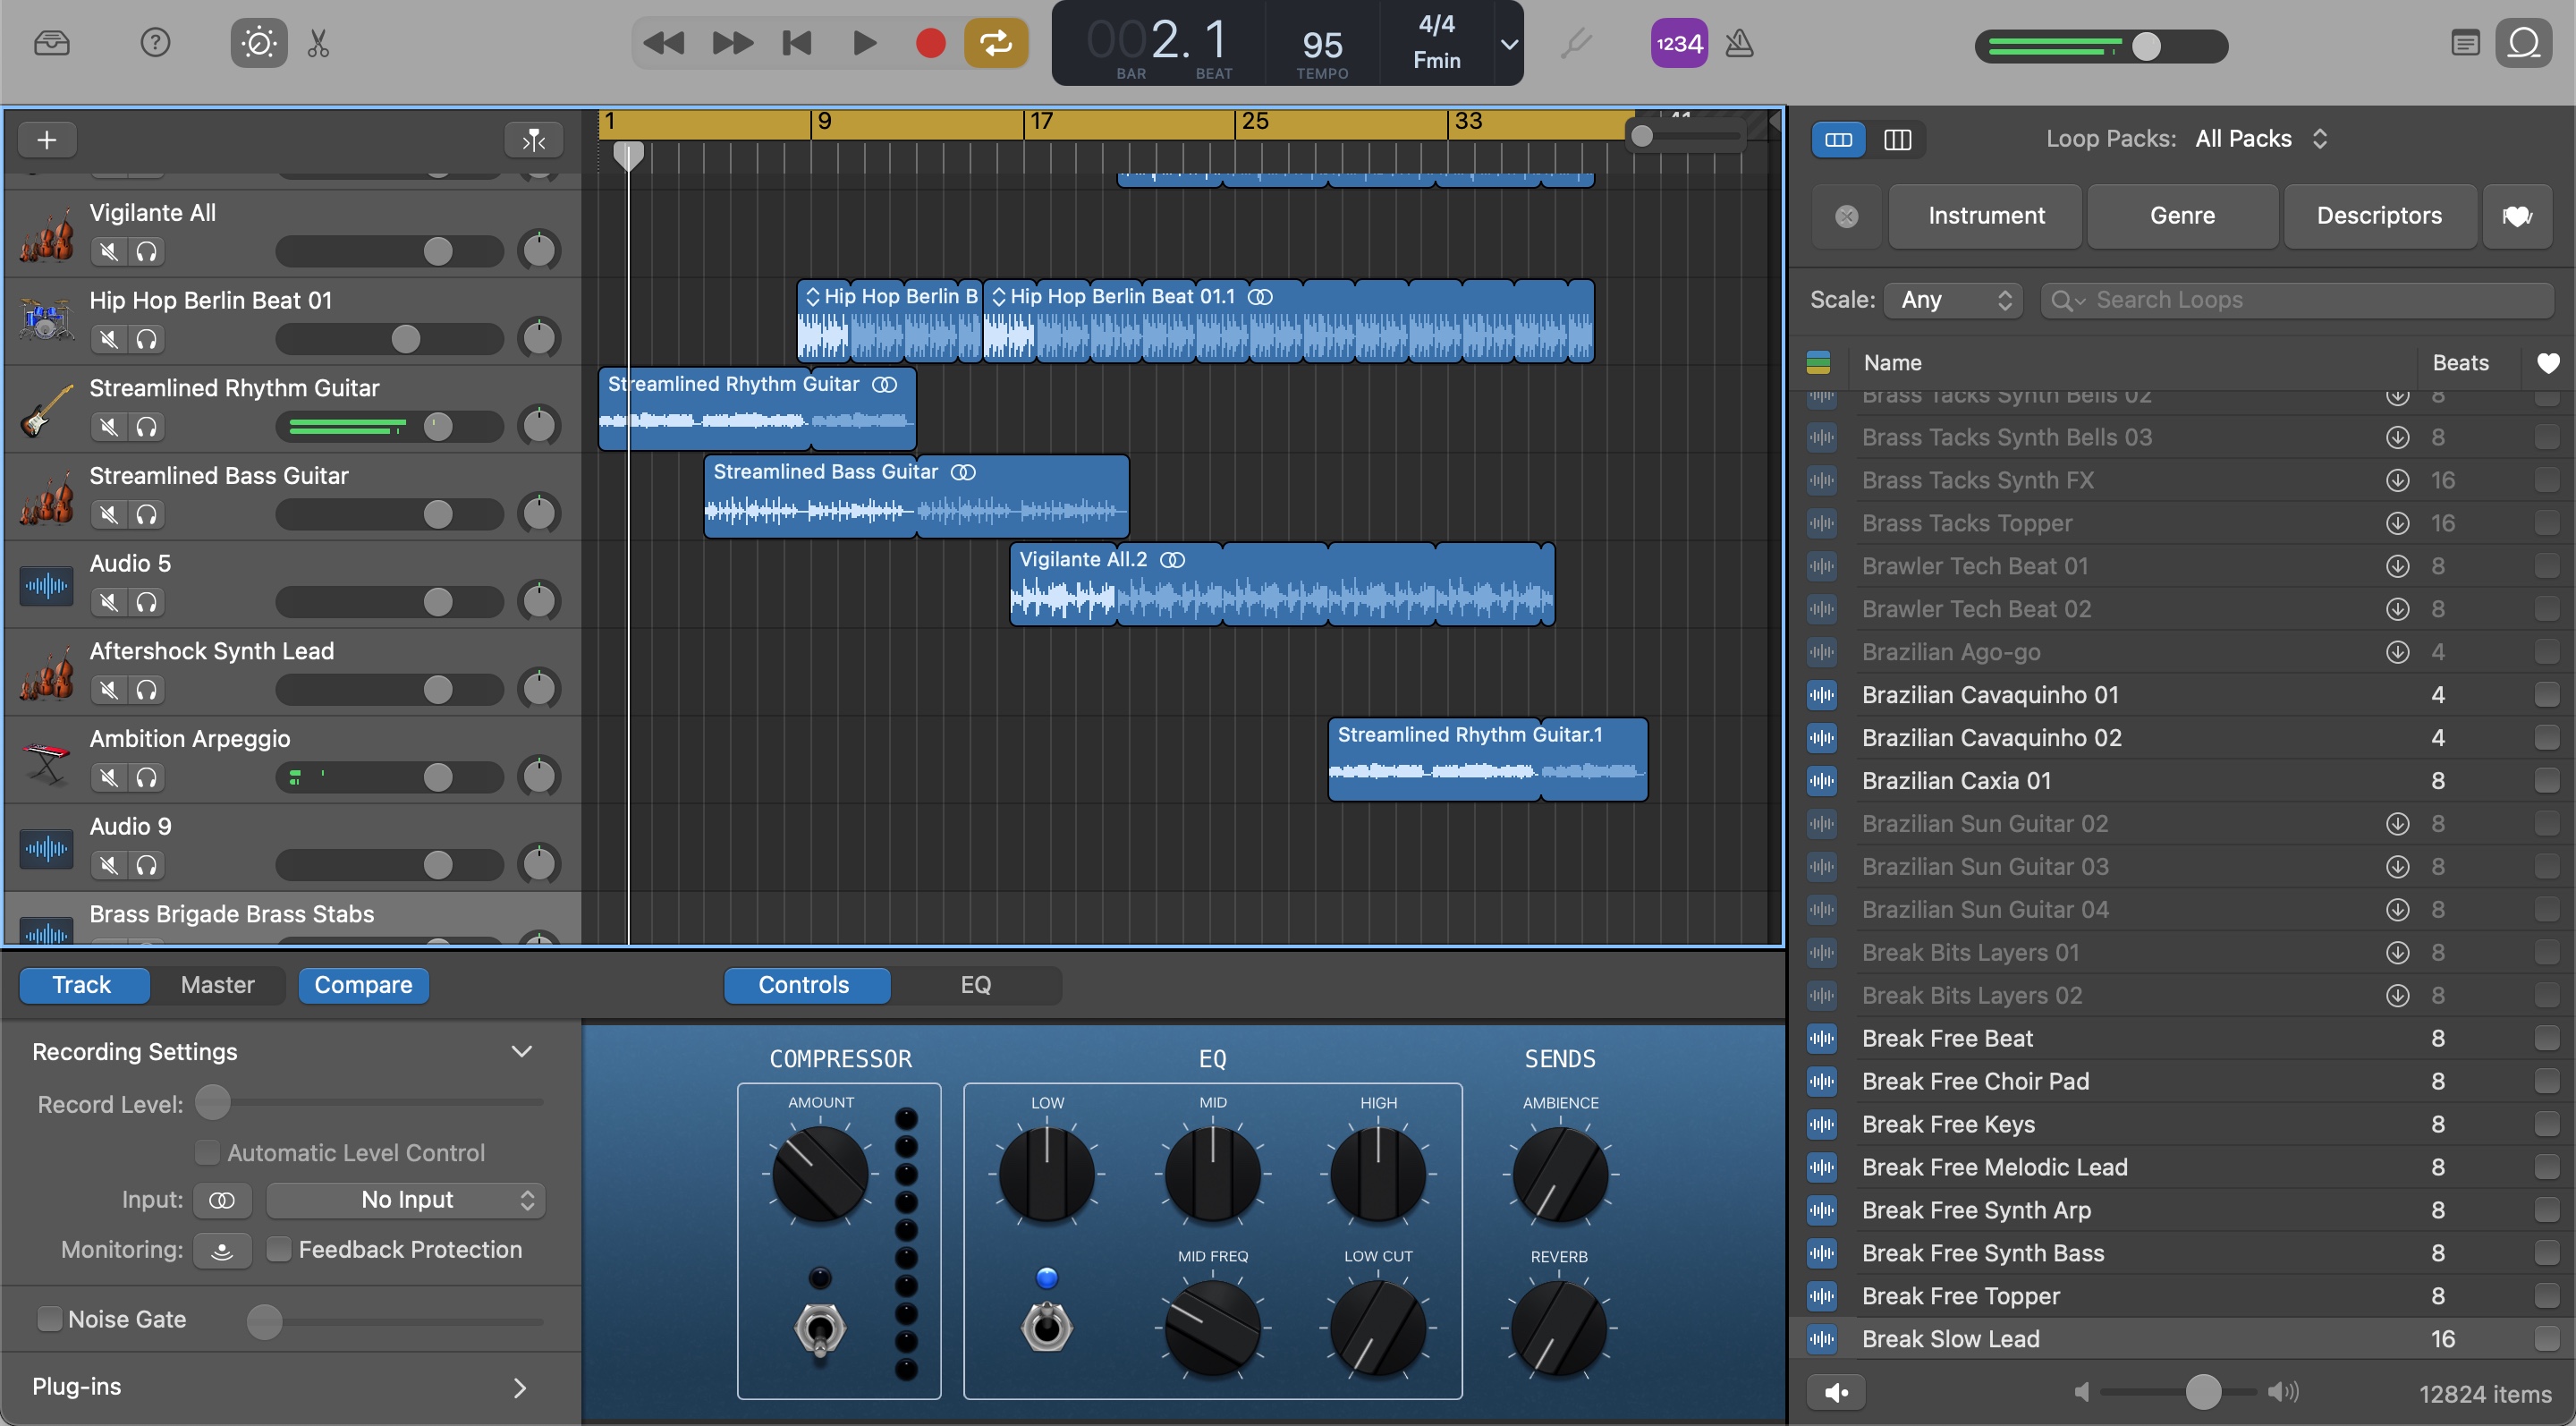 002. 1
BAR BEAT
95
TEMPO
4/4
Fmin
1234
1 9 17 25 33 41
Vigilante All
Hip Hop Berlin Beat 01
Streamlined Rhythm Guitar
Streamlined Bass Guitar
Audio 5
Aftershock Synth Lead
Ambition Arpeggio
Audio 9
Brass Brigade Brass Stabs
Hip Hop Berlin B
Hip Hop Berlin Beat 01.1
Streamlined Rhythm Guitar
Streamlined Bass Guitar
Vigilante All.2
Streamlined Rhythm Guitar.1
Track Master Compare
Controls EQ
Recording Settings
Record Level:
Automatic Level Control
Input: No Input
Monitoring: Feedback Protection
Noise Gate
Plug-ins
COMPRESSOR EQ SENDS
AMOUNT LOW MID HIGH AMBIENCE
MID FREQ LOW CUT REVERB
Loop Packs: All Packs
Instrument Genre Descriptors
Scale: Any Search Loops
Name Beats
Brass Tacks Synth Bells 02 8
Brass Tacks Synth Bells 03 8
Brass Tacks Synth FX 16
Brass Tacks Topper 16
Brawler Tech Beat 01 8
Brawler Tech Beat 02 8
Brazilian Ago-go 4
Brazilian Cavaquinho 01 4
Brazilian Cavaquinho 02 4
Brazilian Caxia 01 8
Brazilian Sun Guitar 02 8
Brazilian Sun Guitar 03 8
Brazilian Sun Guitar 04 8
Break Bits Layers 01 8
Break Bits Layers 02 8
Break Free Beat 8
Break Free Choir Pad 8
Break Free Keys 8
Break Free Melodic Lead 8
Break Free Synth Arp 8
Break Free Synth Bass 8
Break Free Topper 8
Break Slow Lead 16
12824 items